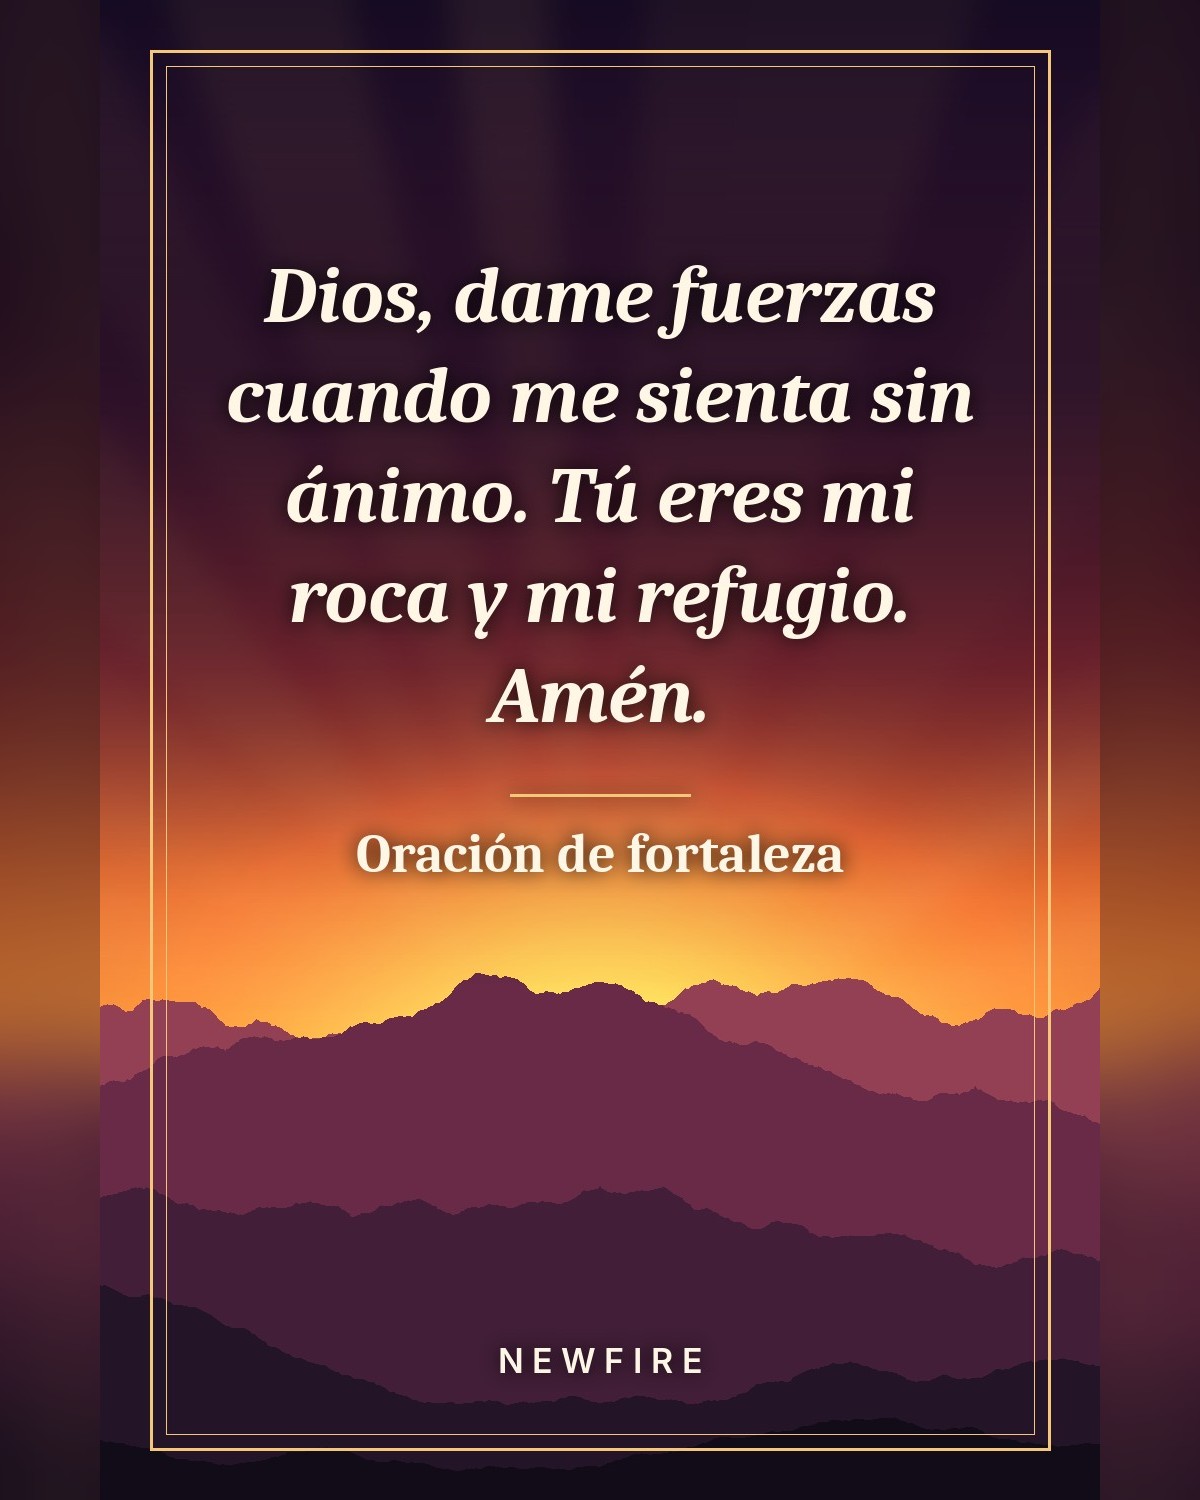 Dios, dame fuerzas
cuando me sienta sin
ánimo. Tú eres mi
roca y mi refugio.
Amén.
Oración de fortaleza
NEWFIRE